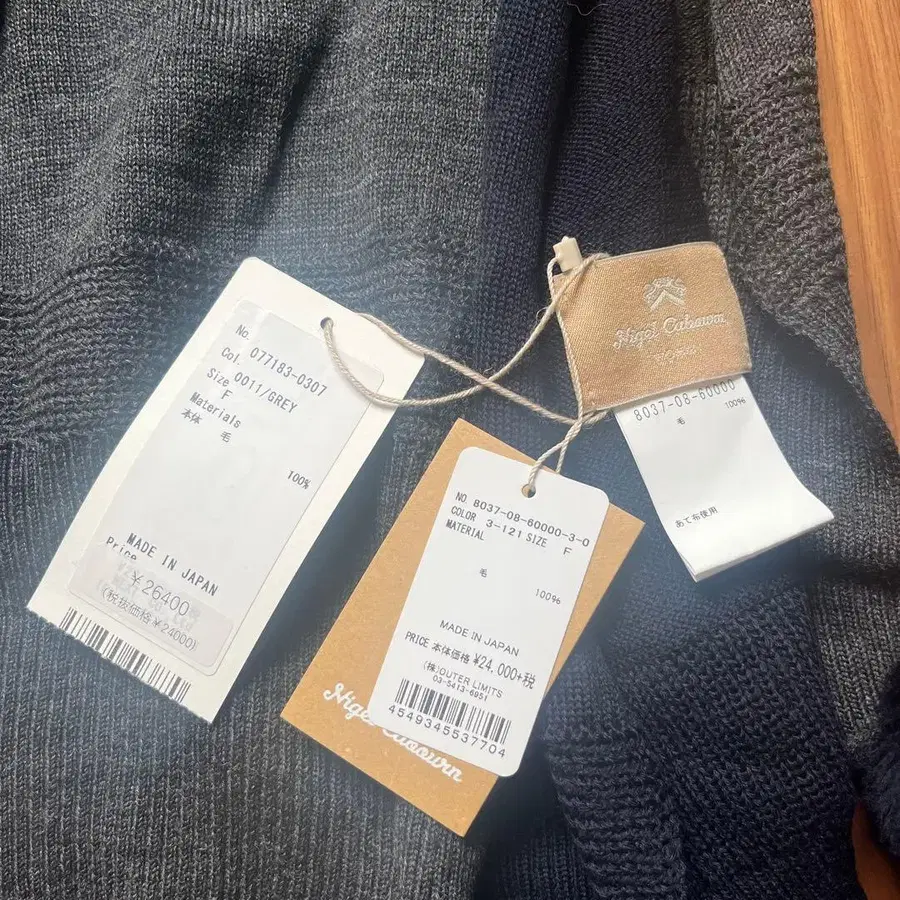 No. 077183-0307
Col. 0011/GREY
Size F
Materials
本体 毛
100%
MADE IN JAPAN
Price
￥26400
(税抜価格￥24000)
NO. 8037-08-60000-3-0
COLOR 3-121 SIZE F
MATERIAL
毛
100%
MADE IN JAPAN
PRICE 本体価格 ¥24,000+税
(株)OUTER LIMITS
03-5413-6951
4549345537704
Nigel Cabourn
Nigel Cabourn
8037-08-60000
毛 100%
あて布使用